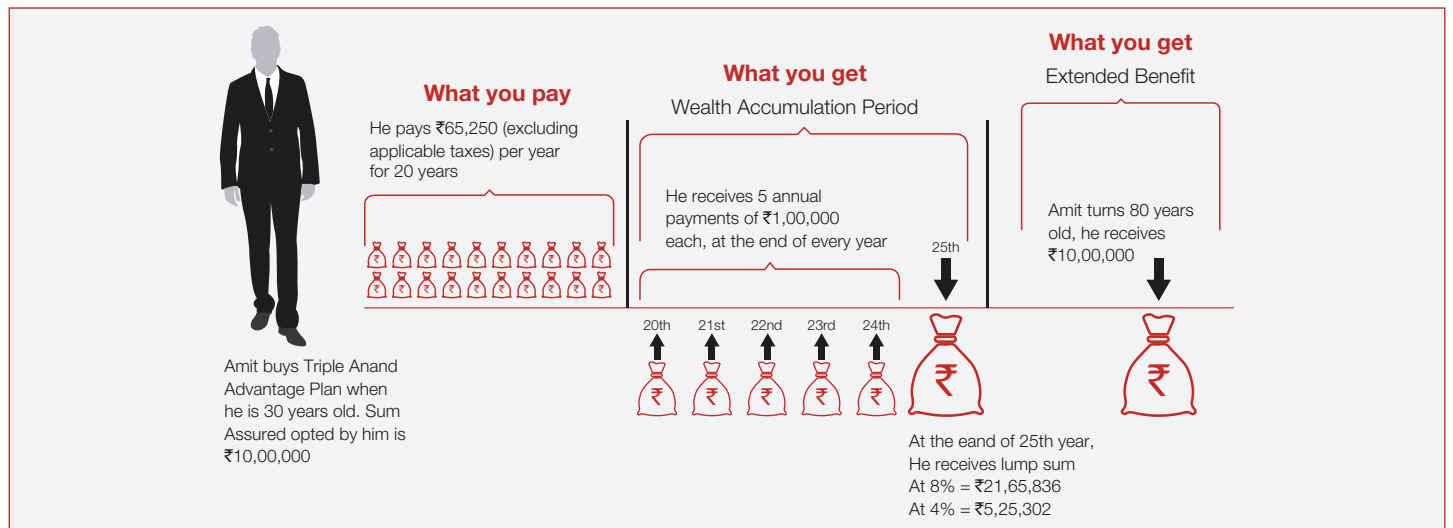 What you pay
He pays ₹65,250 (excluding
applicable taxes) per year
for 20 years
What you get
Wealth Accumulation Period
He receives 5 annual
payments of ₹1,00,000
each, at the end of every year
20th
21st
22nd
23rd
24th
25th
What you get
Extended Benefit
Amit turns 80 years
old, he receives
₹10,00,000
Amit buys Triple Anand
Advantage Plan when
he is 30 years old. Sum
Assured opted by him is
₹10,00,000
At the eand of 25th year,
He receives lump sum
At 8% = ₹21,65,836
At 4% = ₹5,25,302